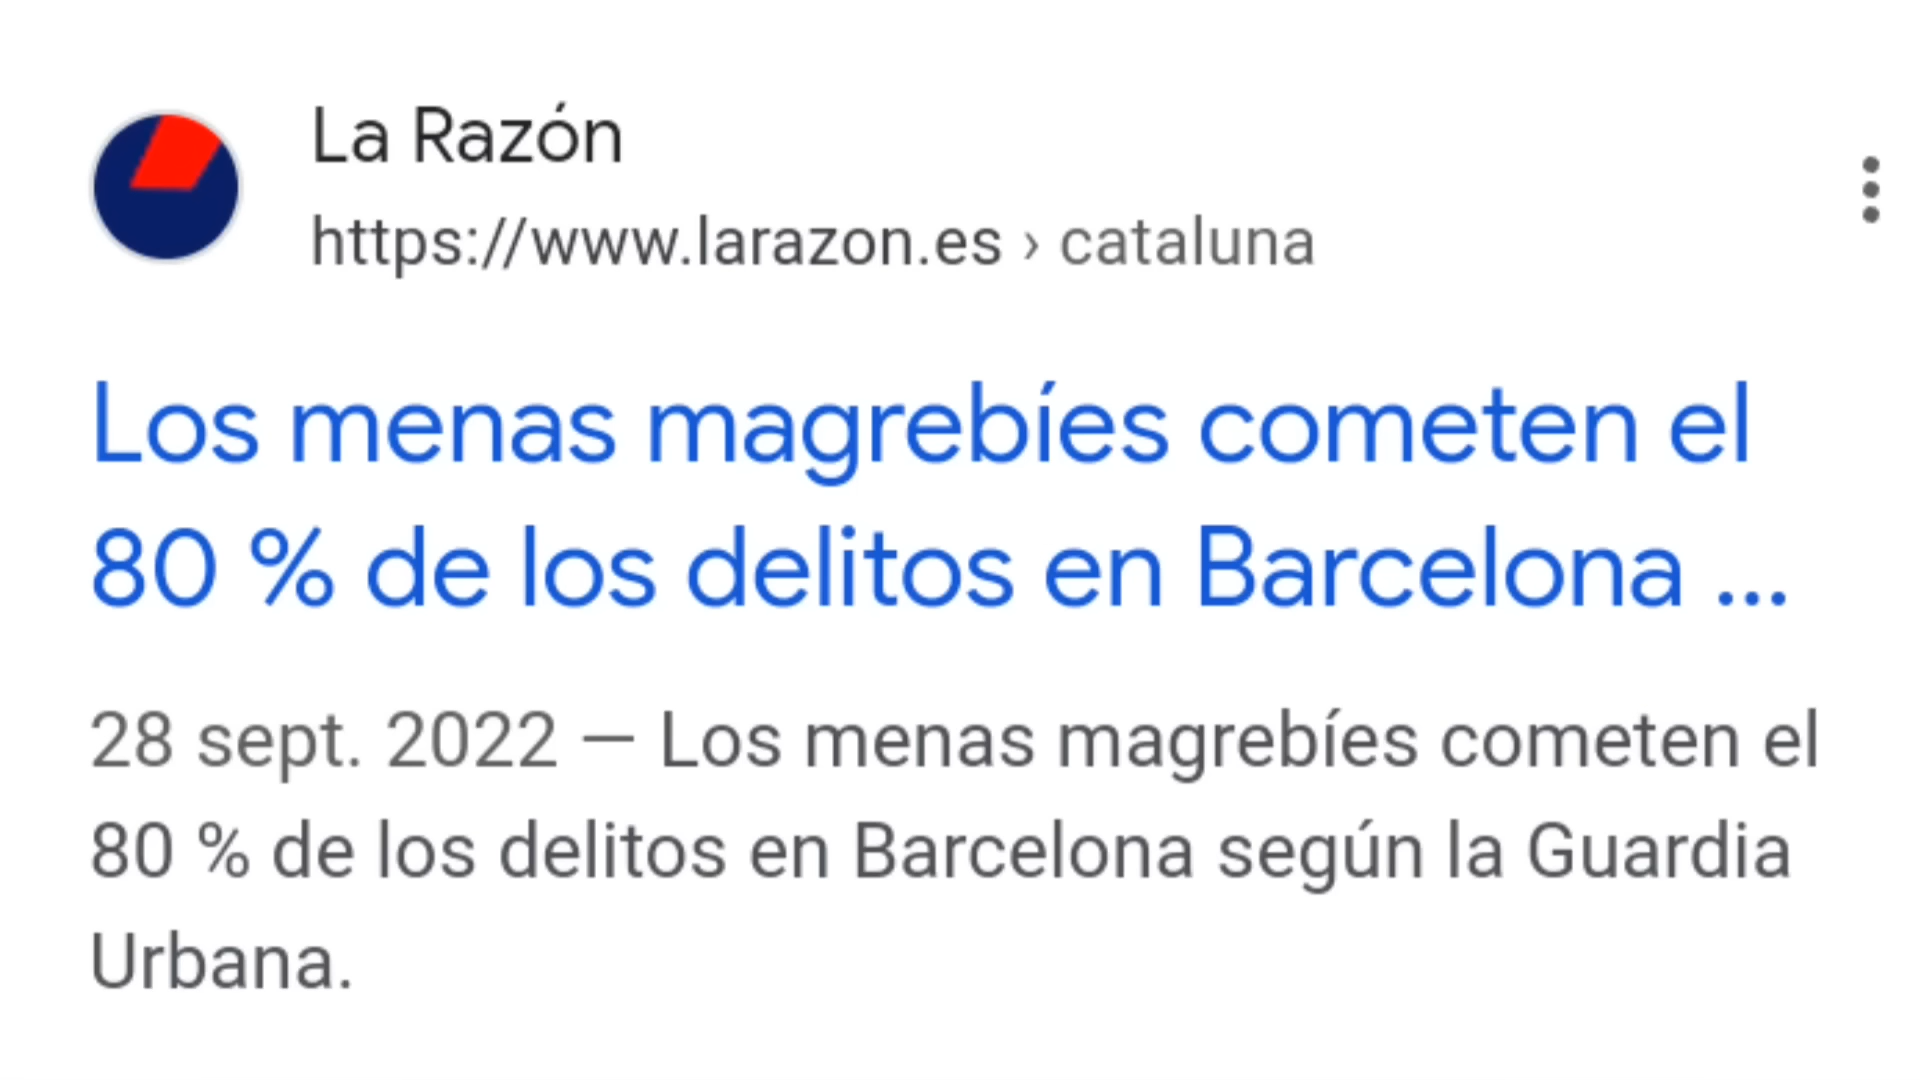 La Razón
https://www.larazon.es › cataluna
Los menas magrebíes cometen el
80 % de los delitos en Barcelona ...
28 sept. 2022 — Los menas magrebíes cometen el
80 % de los delitos en Barcelona según la Guardia
Urbana.